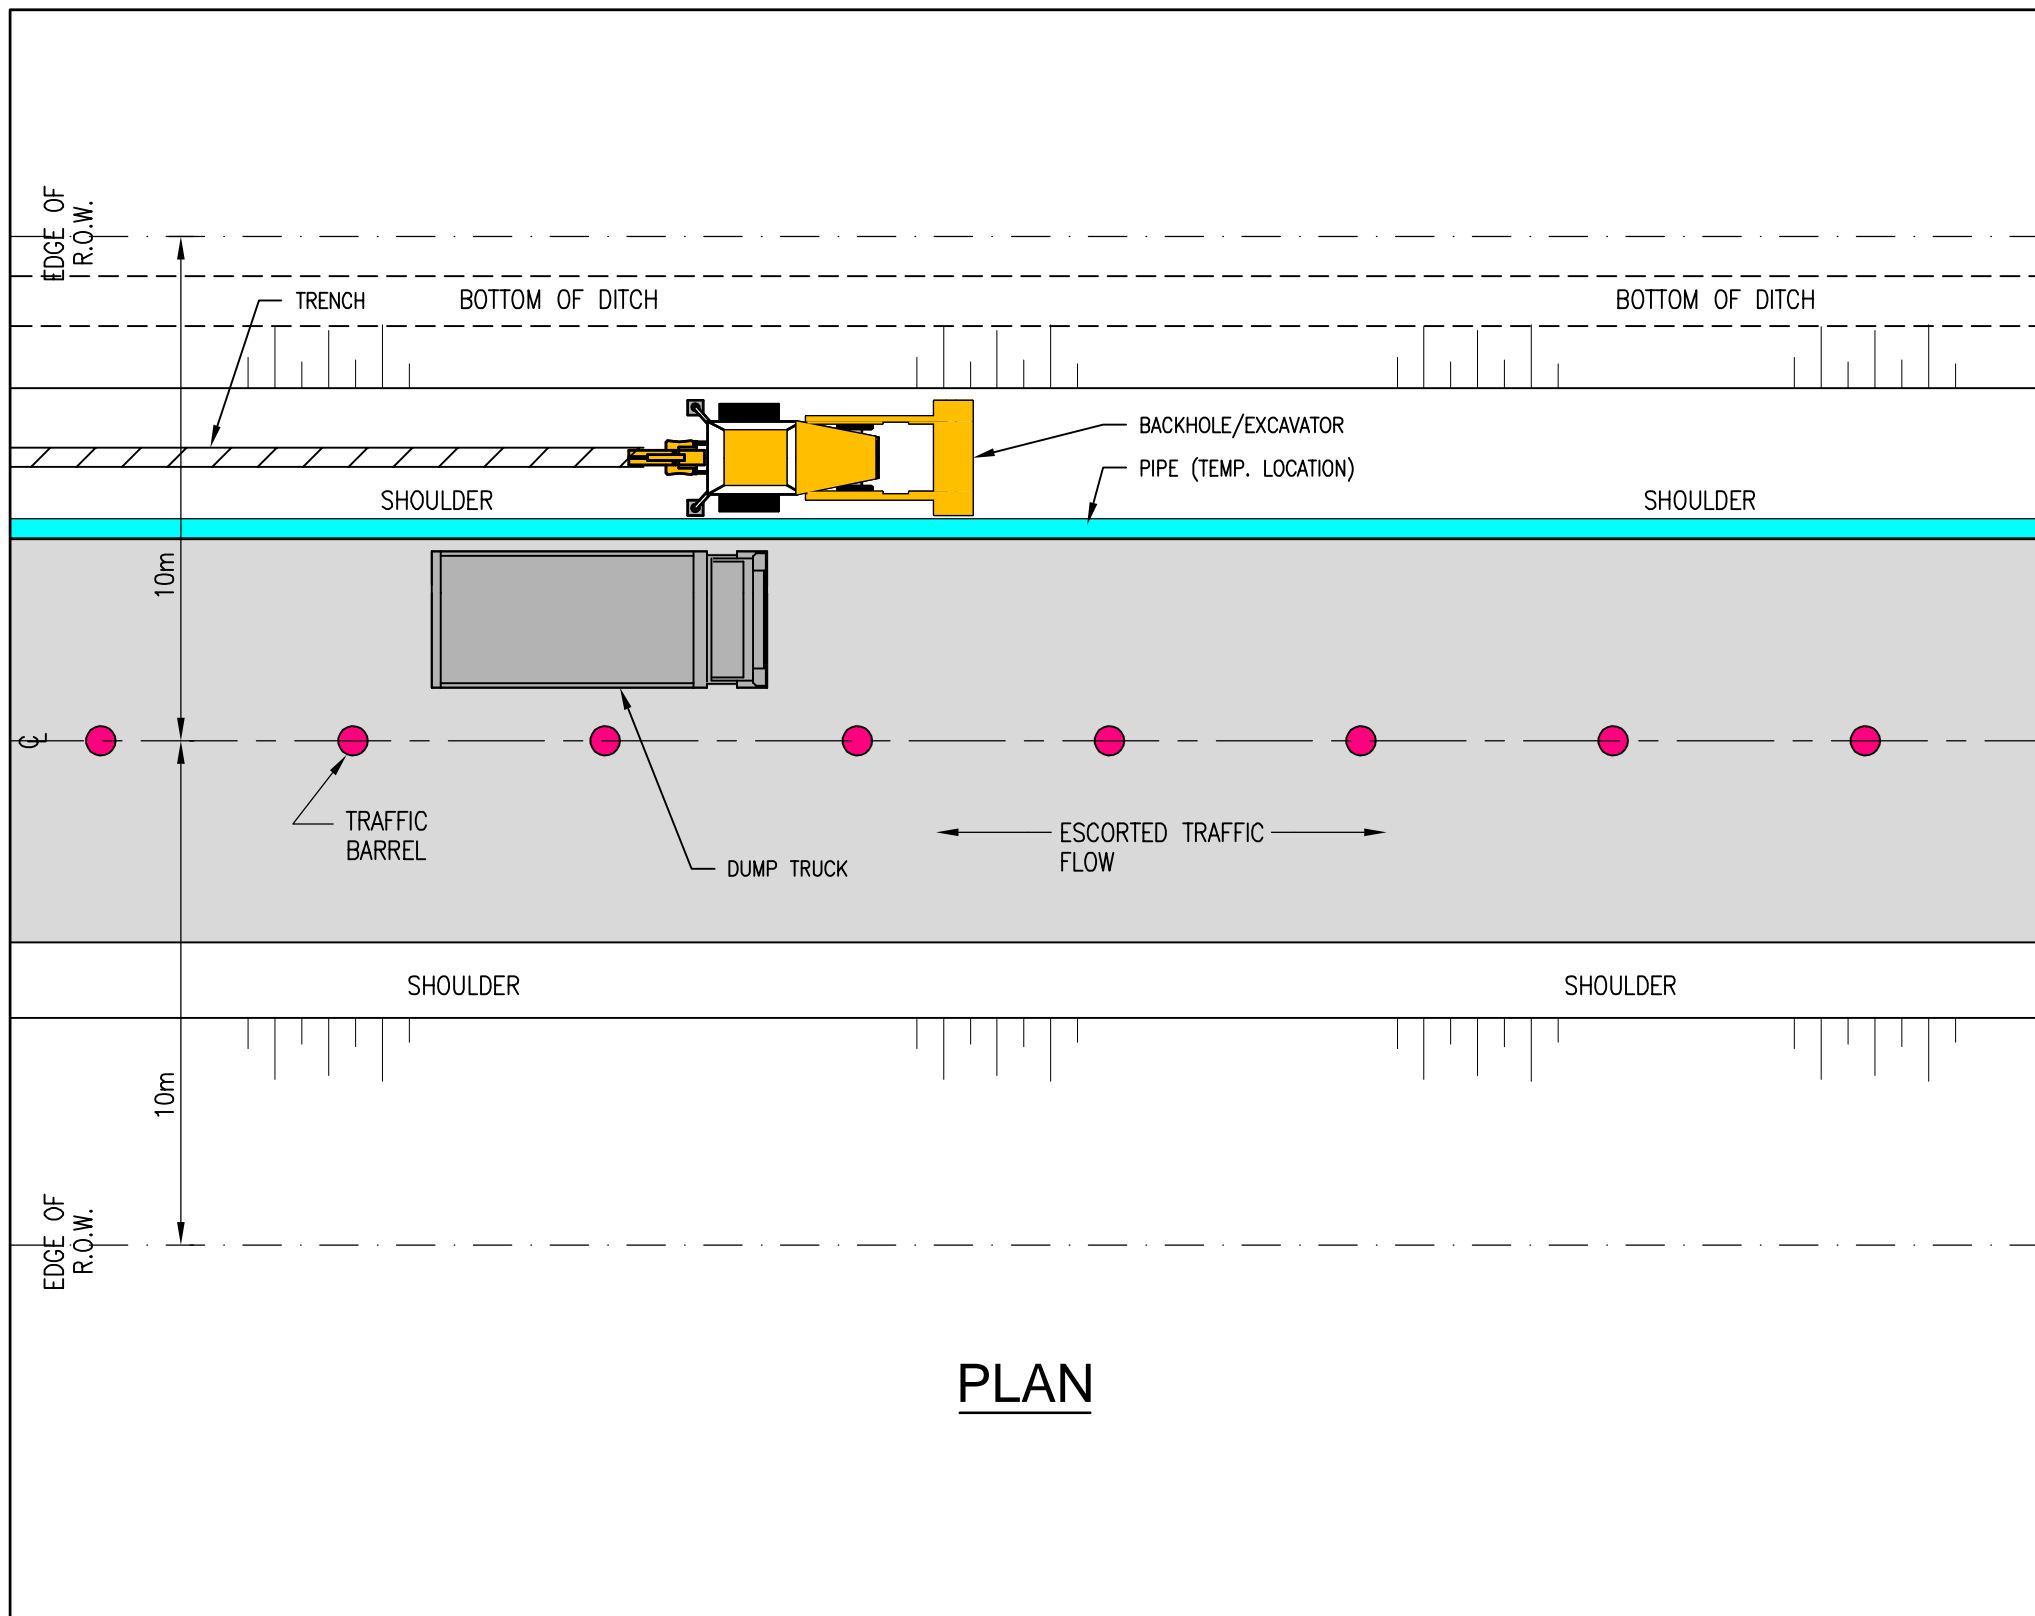 EDGE OF
R.O.W.
TRENCH
BOTTOM OF DITCH
BOTTOM OF DITCH
BACKHOLE/EXCAVATOR
PIPE (TEMP. LOCATION)
SHOULDER
SHOULDER
10m
℄
TRAFFIC
BARREL
ESCORTED TRAFFIC
FLOW
DUMP TRUCK
SHOULDER
SHOULDER
10m
EDGE OF
R.O.W.
PLAN